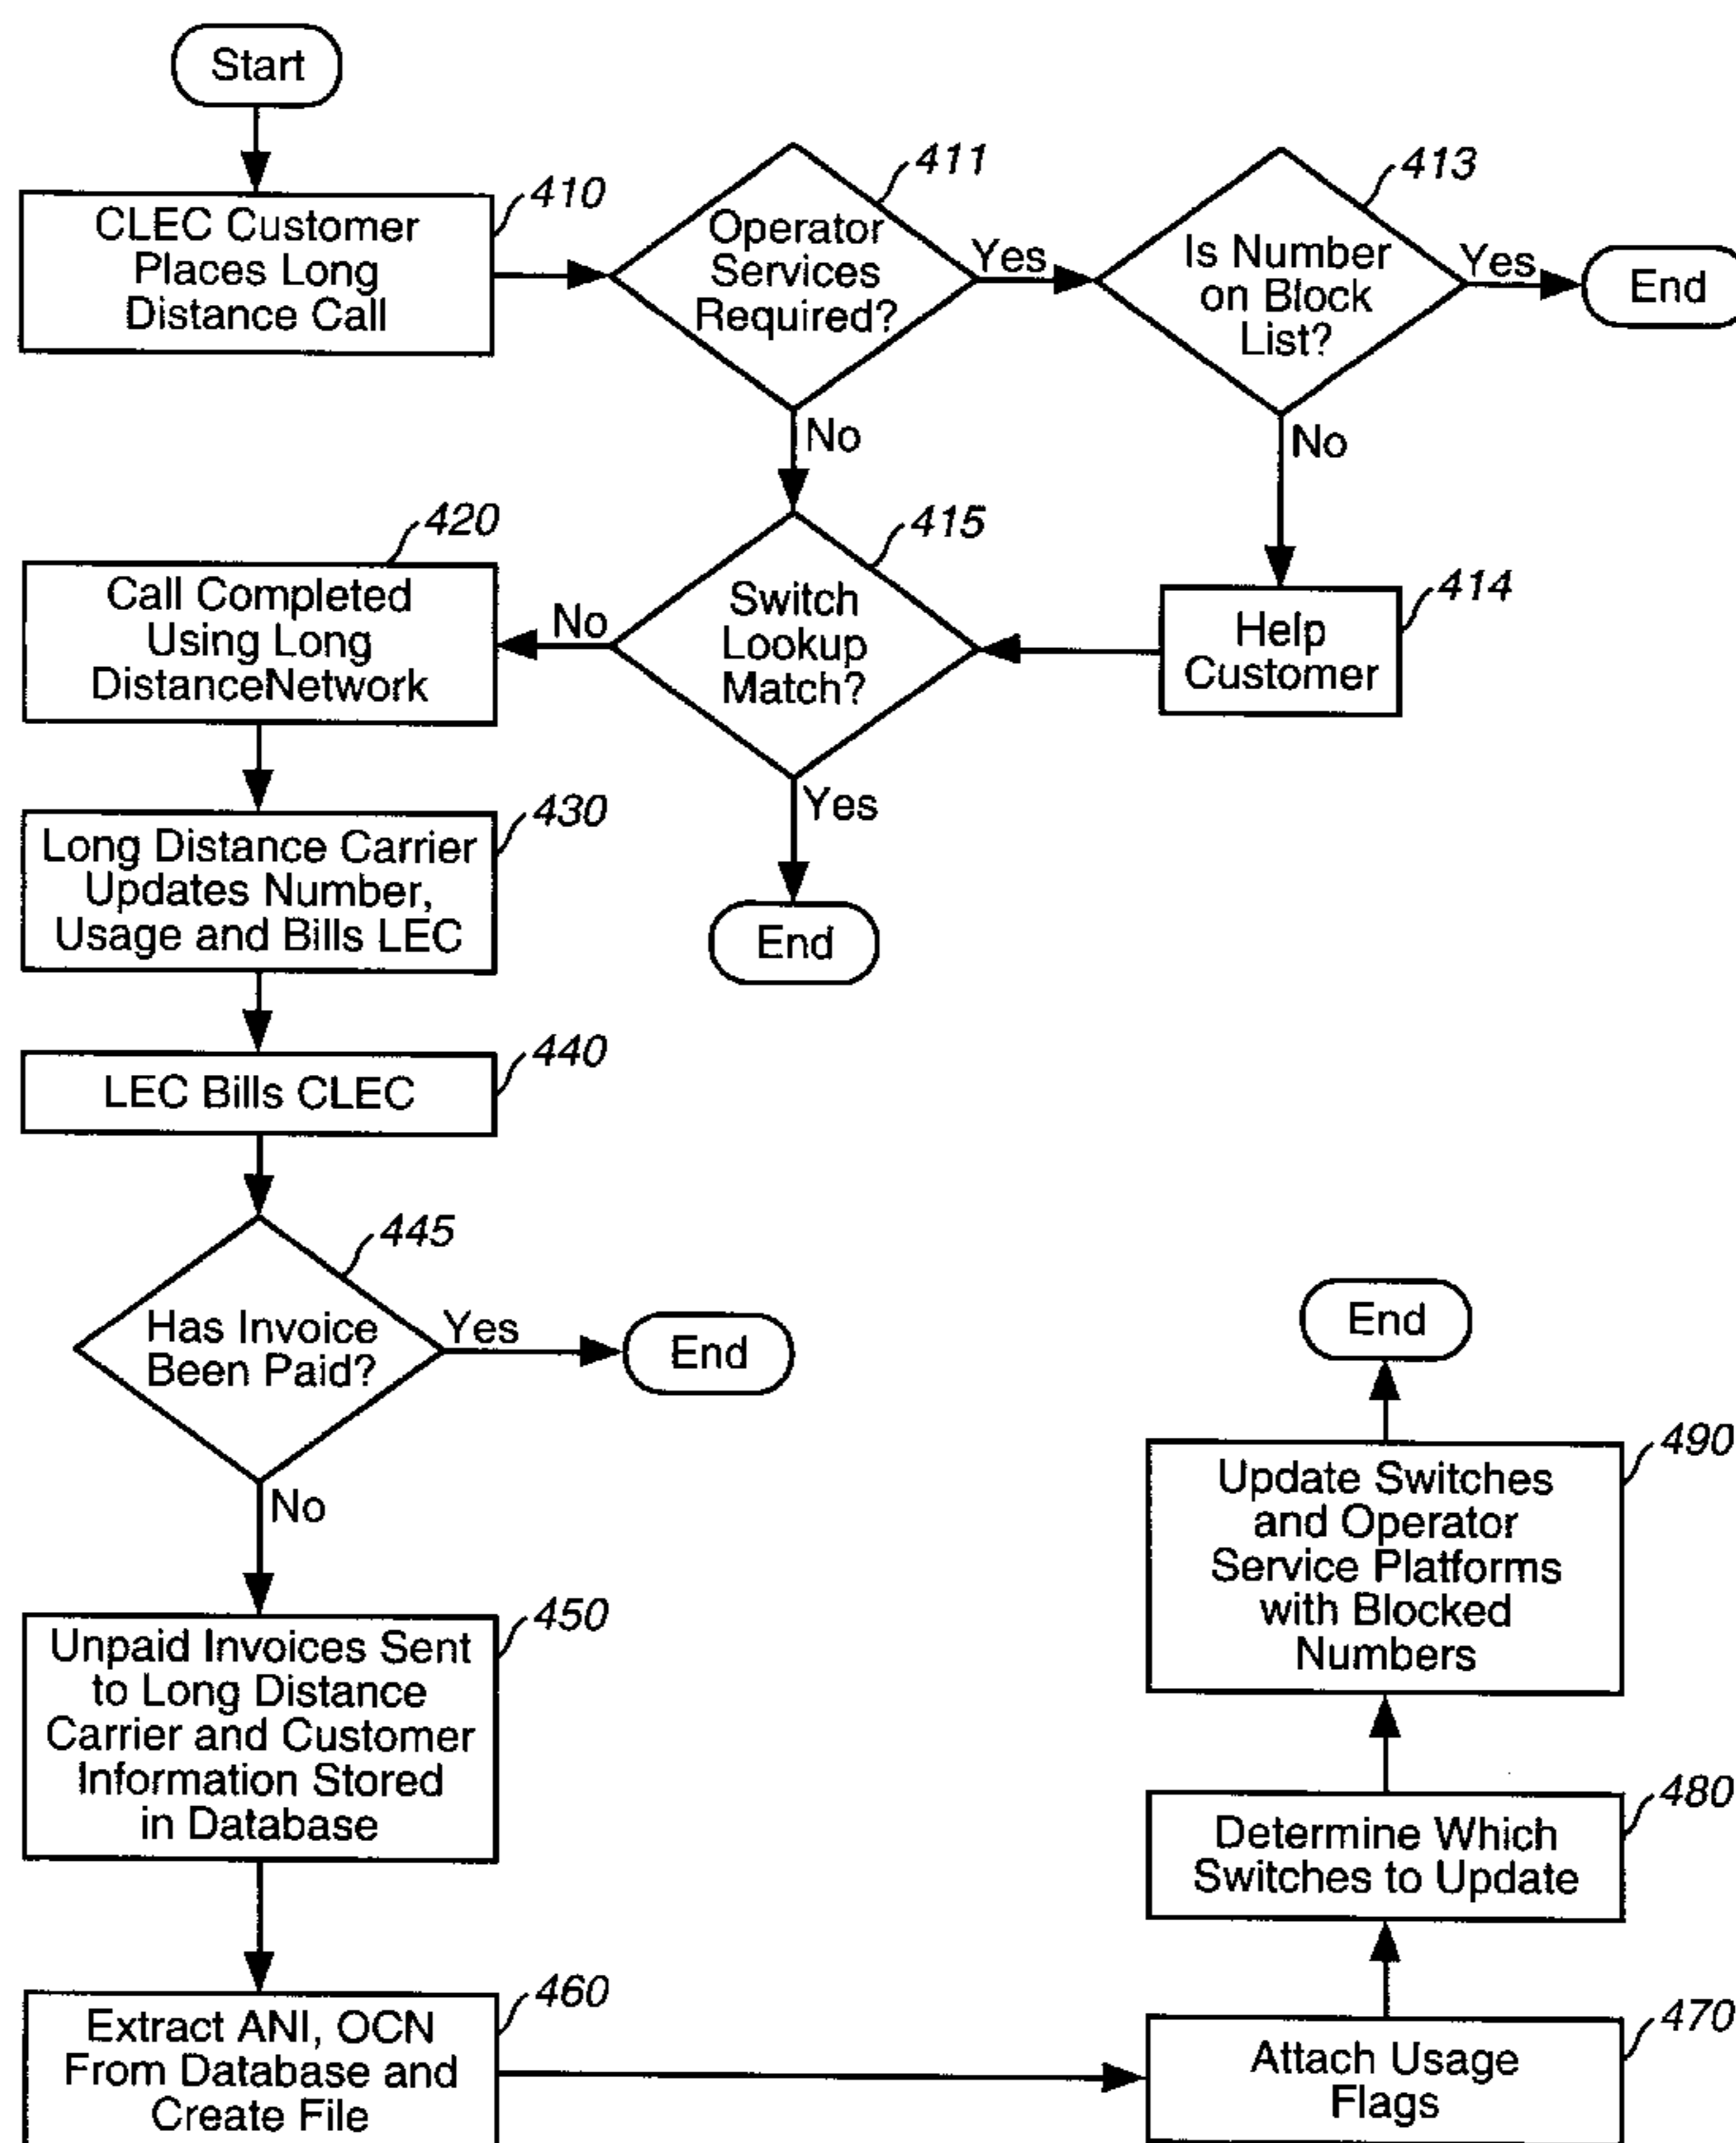 Start
410
CLEC Customer
Places Long
Distance Call
411
Operator
Services
Required?
Yes
No
413
Is Number
on Block
List?
Yes
End
No
414
Help
Customer
415
Switch
Lookup
Match?
No
Yes
End
420
Call Completed
Using Long
DistanceNetwork
430
Long Distance Carrier
Updates Number,
Usage and Bills LEC
440
LEC Bills CLEC
445
Has Invoice
Been Paid?
Yes
End
No
450
Unpaid Invoices Sent
to Long Distance
Carrier and Customer
Information Stored
in Database
460
Extract ANI, OCN
From Database and
Create File
470
Attach Usage
Flags
480
Determine Which
Switches to Update
490
Update Switches
and Operator
Service Platforms
with Blocked
Numbers
End